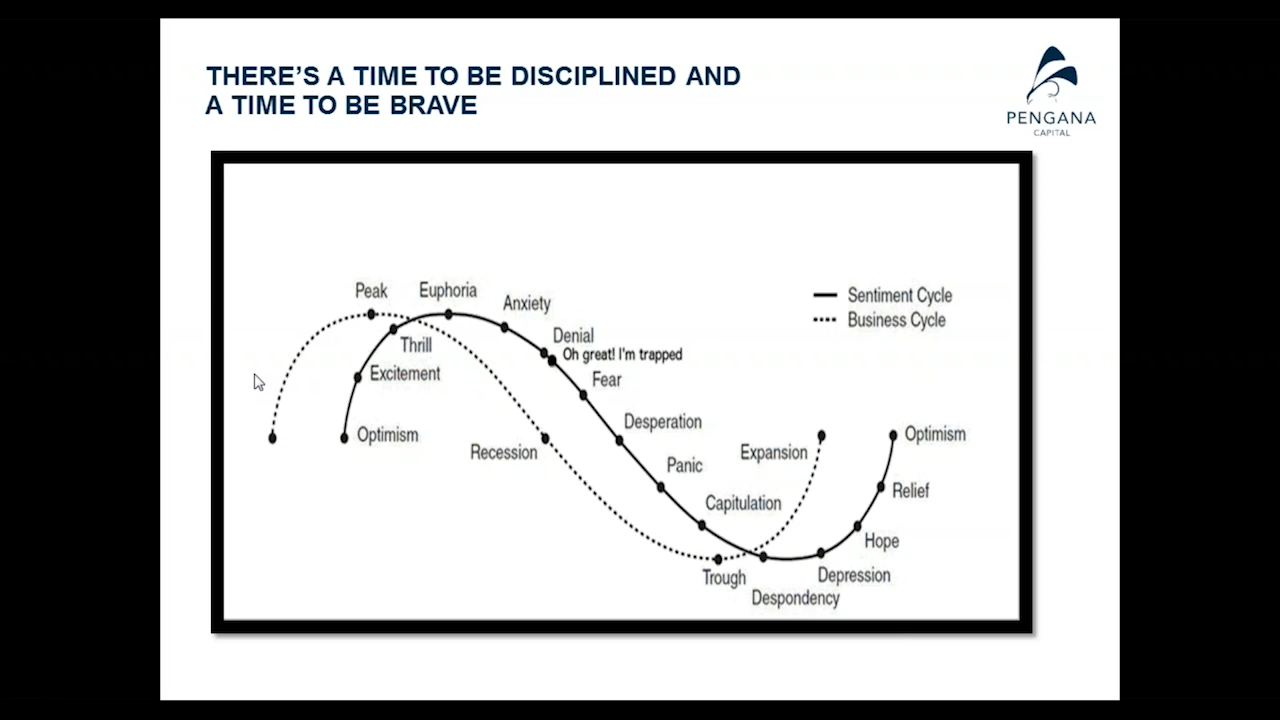 THERE'S A TIME TO BE DISCIPLINED AND
A TIME TO BE BRAVE
PENGANA
CAPITAL
Peak
Euphoria
Anxiety
Sentiment Cycle
Business Cycle
Denial
Thrill
Oh great! I'm trapped
Excitement
Fear
Desperation
Optimism
Recession
Expansion
Optimism
Panic
Relief
Capitulation
Hope
Trough
Depression
Despondency